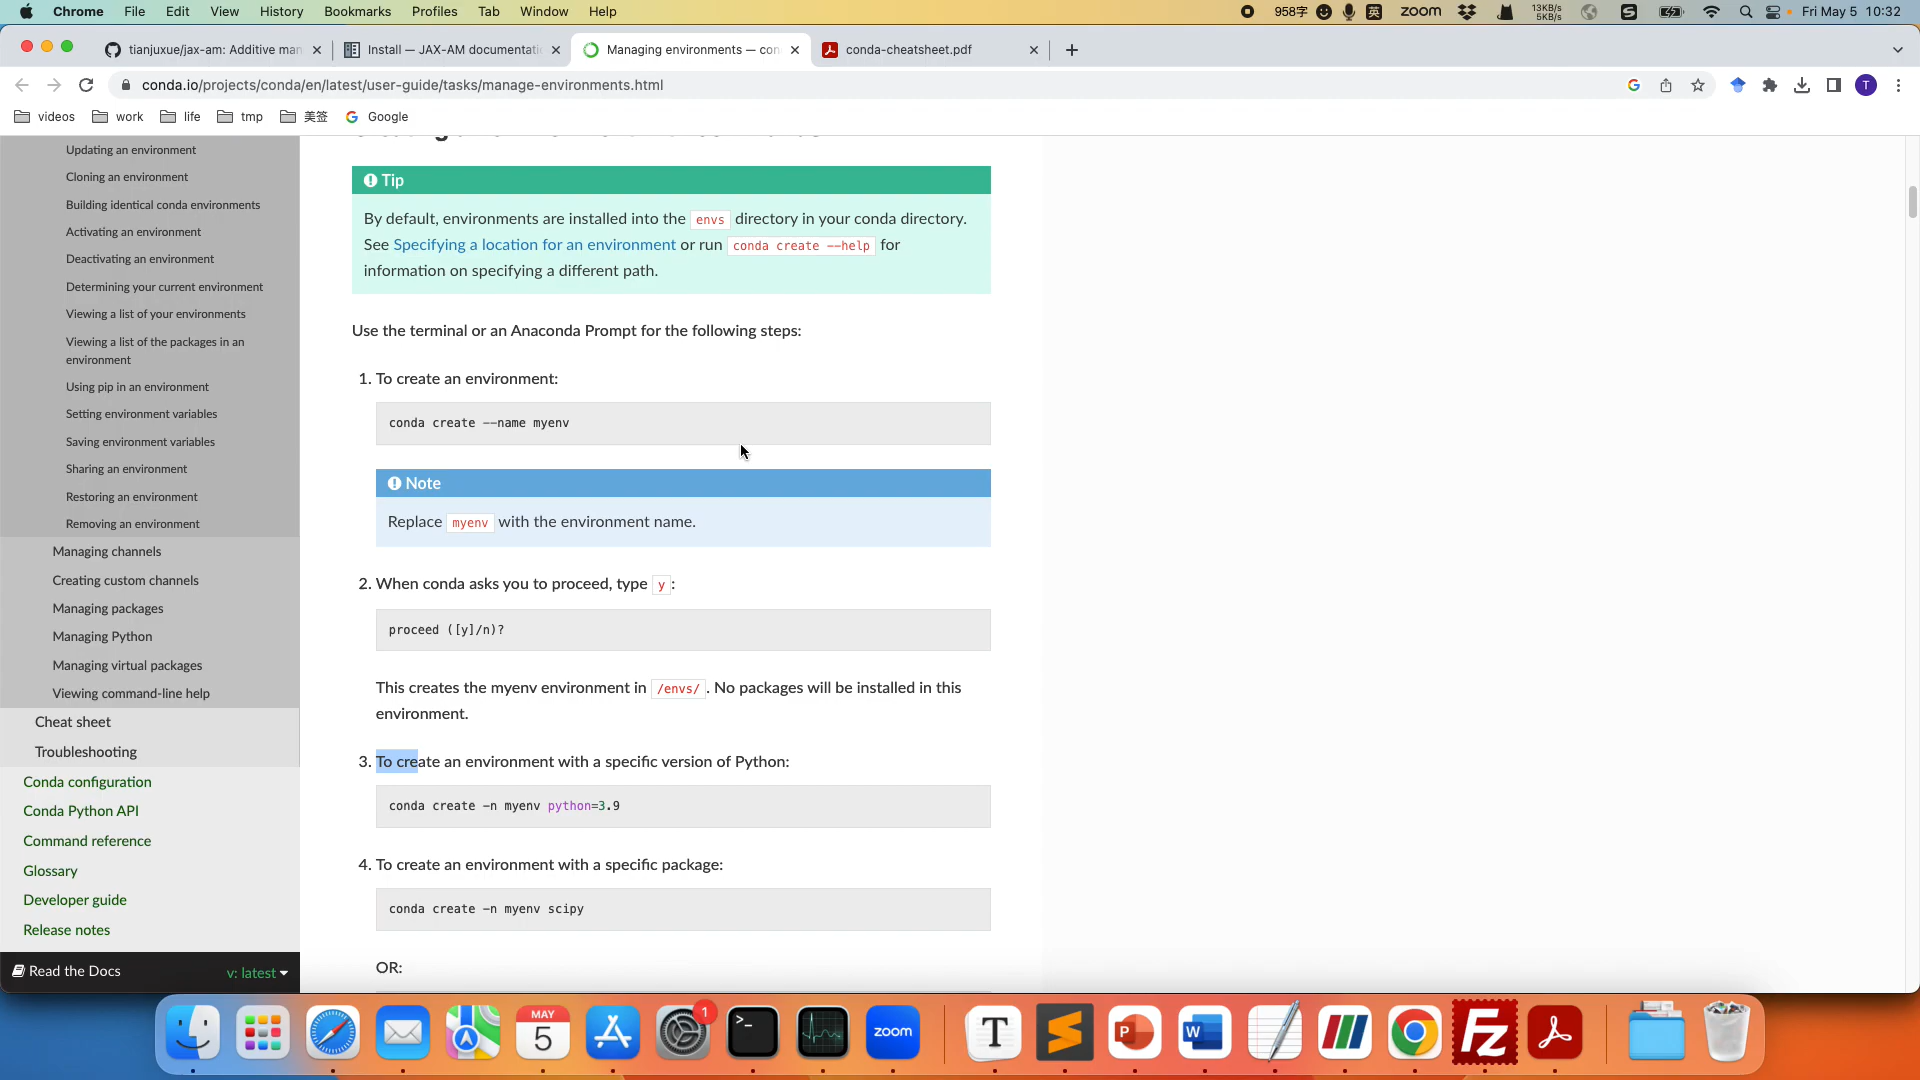 Chrome File Edit View History Bookmarks Profiles Tab Window Help 958字 英 zoom 13KB/s 5KB/s Fri May 5 10:32
tianjuxue/jax-am: Additive man Install — JAX-AM documentati Managing environments — con conda-cheatsheet.pdf
conda.io/projects/conda/en/latest/user-guide/tasks/manage-environments.html T
videos work life tmp 美签 Google
Updating an environment
Cloning an environment
Building identical conda environments
Activating an environment
Deactivating an environment
Determining your current environment
Viewing a list of your environments
Viewing a list of the packages in an
environment
Using pip in an environment
Setting environment variables
Saving environment variables
Sharing an environment
Restoring an environment
Removing an environment
Managing channels
Creating custom channels
Managing packages
Managing Python
Managing virtual packages
Viewing command-line help
Cheat sheet
Troubleshooting
Conda configuration
Conda Python API
Command reference
Glossary
Developer guide
Release notes
Read the Docs v: latest
Tip
By default, environments are installed into the envs directory in your conda directory.
See Specifying a location for an environment or run conda create --help for
information on specifying a different path.
Use the terminal or an Anaconda Prompt for the following steps:
1. To create an environment:
conda create --name myenv
Note
Replace myenv with the environment name.
2. When conda asks you to proceed, type y:
proceed ([y]/n)?
This creates the myenv environment in /envs/. No packages will be installed in this
environment.
3. To create an environment with a specific version of Python:
conda create -n myenv python=3.9
4. To create an environment with a specific package:
conda create -n myenv scipy
OR:
MAY
5
1
>_
zoom
T
S
P
W
Fz